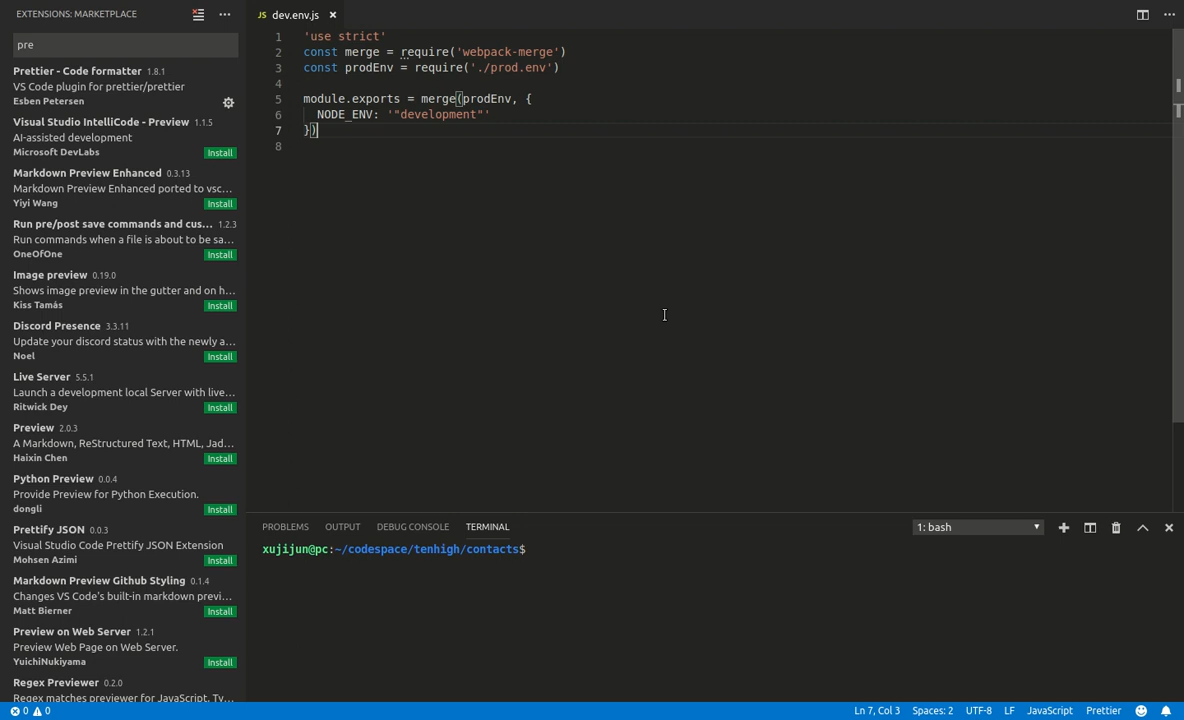 EXTENSIONS: MARKETPLACE
pre
Prettier - Code formatter 1.8.1
VS Code plugin for prettier/prettier
Esben Petersen
Visual Studio IntelliCode - Preview 1.1.5
AI-assisted development
Microsoft DevLabs Install
Markdown Preview Enhanced 0.3.13
Markdown Preview Enhanced ported to vsc...
Yiyi Wang Install
Run pre/post save commands and cus... 1.2.3
Run commands when a file is about to be sa...
OneOfOne Install
Image preview 0.19.0
Shows image preview in the gutter and on h...
Kiss Tamás Install
Discord Presence 3.3.11
Update your discord status with the newly a...
Noel Install
Live Server 5.5.1
Launch a development local Server with live...
Ritwick Dey Install
Preview 2.0.3
A Markdown, ReStructured Text, HTML, Jad...
Haixin Chen Install
Python Preview 0.0.4
Provide Preview for Python Execution.
dongli Install
Prettify JSON 0.0.3
Visual Studio Code Prettify JSON Extension
Mohsen Azimi Install
Markdown Preview Github Styling 0.1.4
Changes VS Code's built-in markdown previ...
Matt Bierner Install
Preview on Web Server 1.2.1
Preview Web Page on Web Server.
YuichiNukiyama Install
Regex Previewer 0.2.0
Regex matches previewer for JavaScript, Ty...
JS dev.env.js
1 'use strict'
2 const merge = require('webpack-merge')
3 const prodEnv = require('./prod.env')
4
5 module.exports = merge(prodEnv, {
6 NODE_ENV: '"development"'
7 })
8
PROBLEMS OUTPUT DEBUG CONSOLE TERMINAL 1: bash
xujijun@pc:~/codespace/tenhigh/contacts$
0 0 Ln 7, Col 3 Spaces: 2 UTF-8 LF JavaScript Prettier